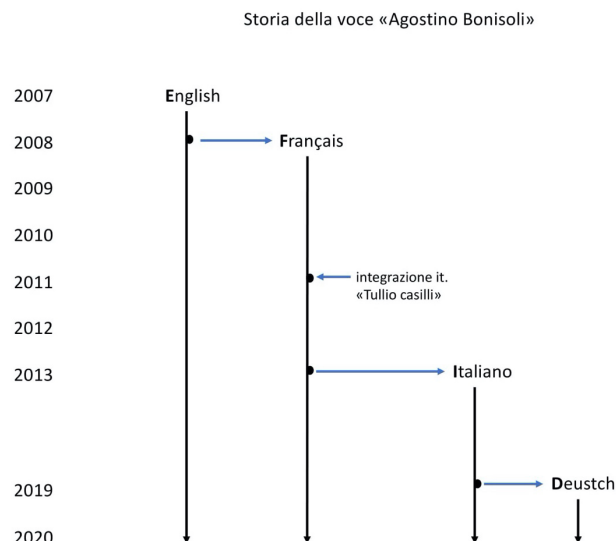 Storia della voce «Agostino Bonisoli»
2007 English
2008 Français
2009
2010
2011 integrazione it.
«Tullio casilli»
2012
2013 Italiano
2019 Deustch
2020